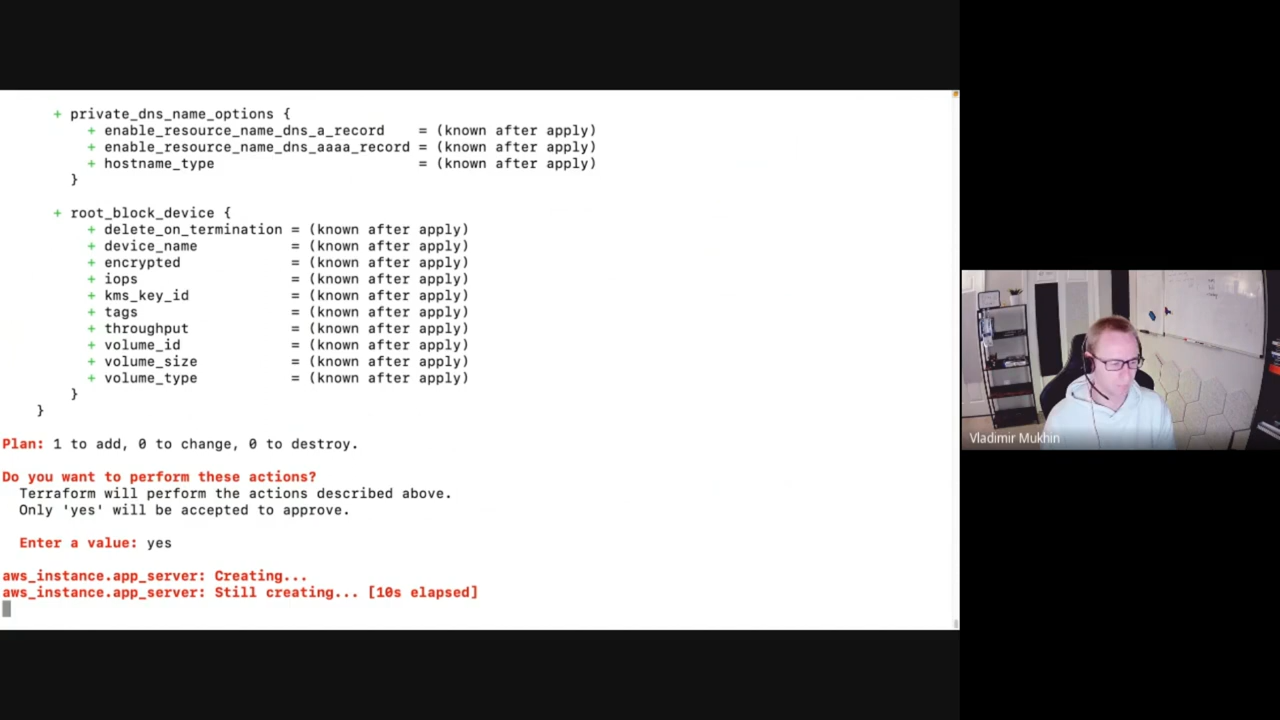 + private_dns_name_options {
+ enable_resource_name_dns_a_record = (known after apply)
+ enable_resource_name_dns_aaaa_record = (known after apply)
+ hostname_type = (known after apply)
}
+ root_block_device {
+ delete_on_termination = (known after apply)
+ device_name = (known after apply)
+ encrypted = (known after apply)
+ iops = (known after apply)
+ kms_key_id = (known after apply)
+ tags = (known after apply)
+ throughput = (known after apply)
+ volume_id = (known after apply)
+ volume_size = (known after apply)
+ volume_type = (known after apply)
}
}
Plan: 1 to add, 0 to change, 0 to destroy.
Do you want to perform these actions?
Terraform will perform the actions described above.
Only 'yes' will be accepted to approve.
Enter a value: yes
aws_instance.app_server: Creating...
aws_instance.app_server: Still creating... [10s elapsed]
Vladimir Mukhin